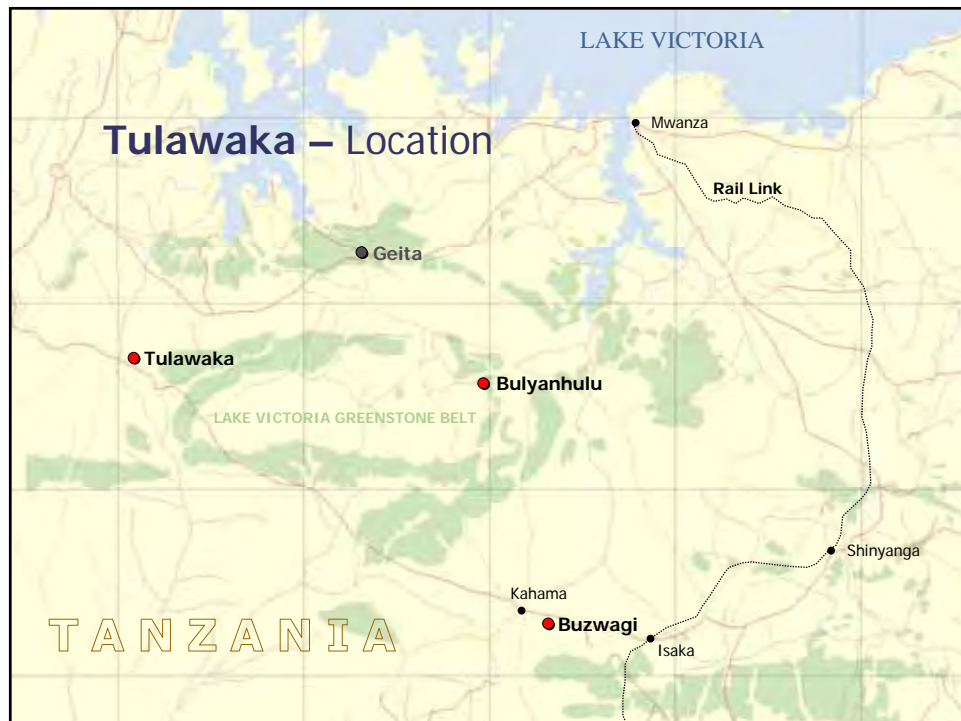 LAKE VICTORIA
Mwanza
Tulawaka – Location
Rail Link
Geita
Tulawaka
Bulyanhulu
LAKE VICTORIA GREENSTONE BELT
Shinyanga
Kahama
Buzwagi
TANZANIA
Isaka